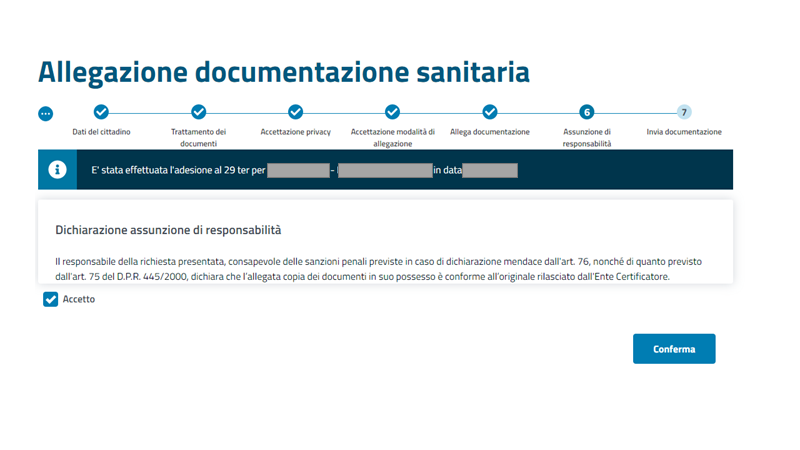 Allegazione documentazione sanitaria
6
7
Dati del cittadino
Trattamento dei
documenti
Accettazione privacy
Accettazione modalità di
allegazione
Allega documentazione
Assunzione di
responsabilità
Invia documentazione
E' stata effettuata l'adesione al 29 ter per - in data
Dichiarazione assunzione di responsabilità
Il responsabile della richiesta presentata, consapevole delle sanzioni penali previste in caso di dichiarazione mendace dall'art. 76, nonché di quanto previsto
dall'art. 75 del D.P.R. 445/2000, dichiara che l'allegata copia dei documenti in suo possesso è conforme all'originale rilasciato dall'Ente Certificatore.
Accetto
Conferma